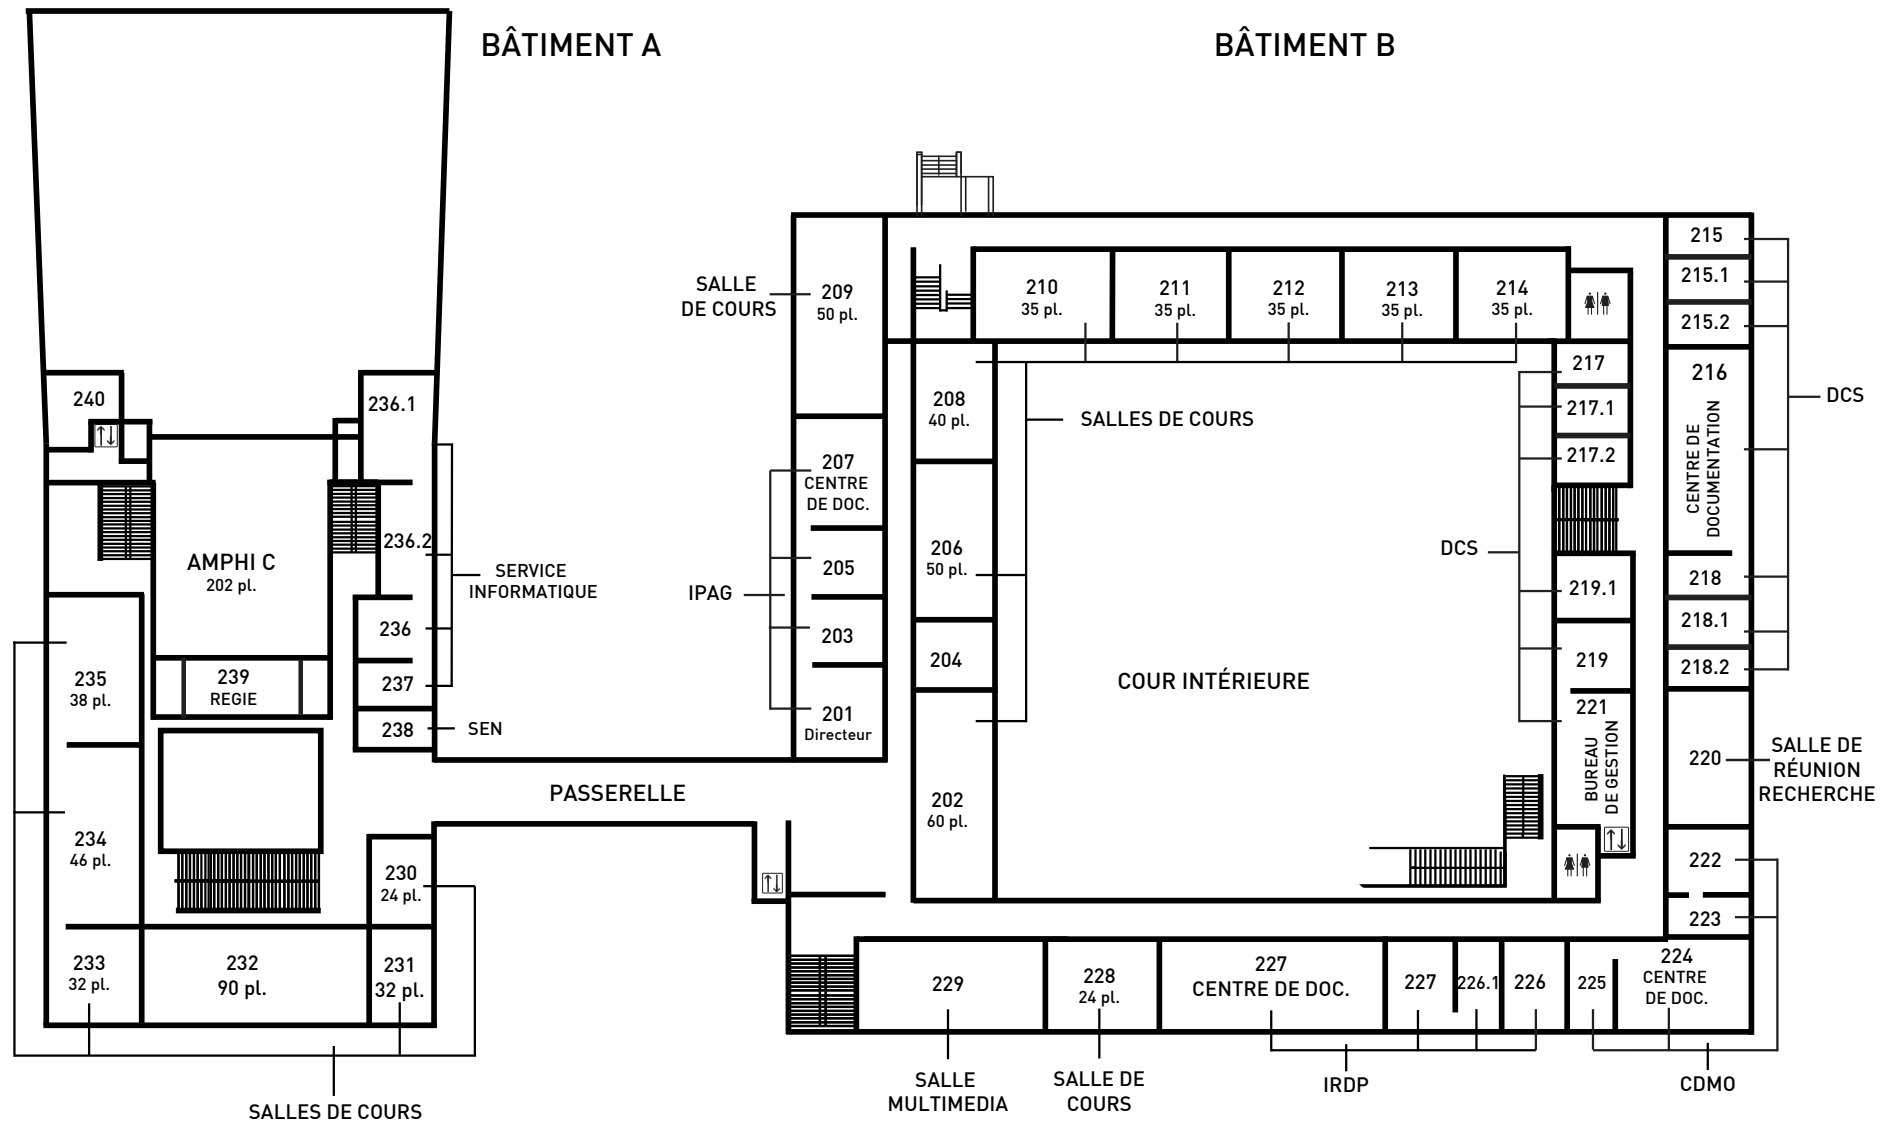 BÂTIMENT A
BÂTIMENT B
240
236.1
AMPHI C
202 pl.
236.2
SERVICE
INFORMATIQUE
236
237
238
SEN
239
REGIE
235
38 pl.
234
46 pl.
230
24 pl.
233
32 pl.
232
90 pl.
231
32 pl.
SALLES DE COURS
PASSERELLE
SALLE
DE COURS
209
50 pl.
207
CENTRE
DE DOC.
205
IPAG
203
201
Directeur
210
35 pl.
211
35 pl.
212
35 pl.
213
35 pl.
214
35 pl.
208
40 pl.
SALLES DE COURS
206
50 pl.
204
202
60 pl.
COUR INTÉRIEURE
217
217.1
217.2
DCS
219.1
219
221
BUREAU
DE GESTION
215
215.1
215.2
216
CENTRE DE
DOCUMENTATION
DCS
218
218.1
218.2
220
SALLE DE
RÉUNION
RECHERCHE
222
223
224
CENTRE
DE DOC.
225
226
226.1
227
227
CENTRE DE DOC.
228
24 pl.
229
SALLE
MULTIMEDIA
SALLE DE
COURS
IRDP
CDMO